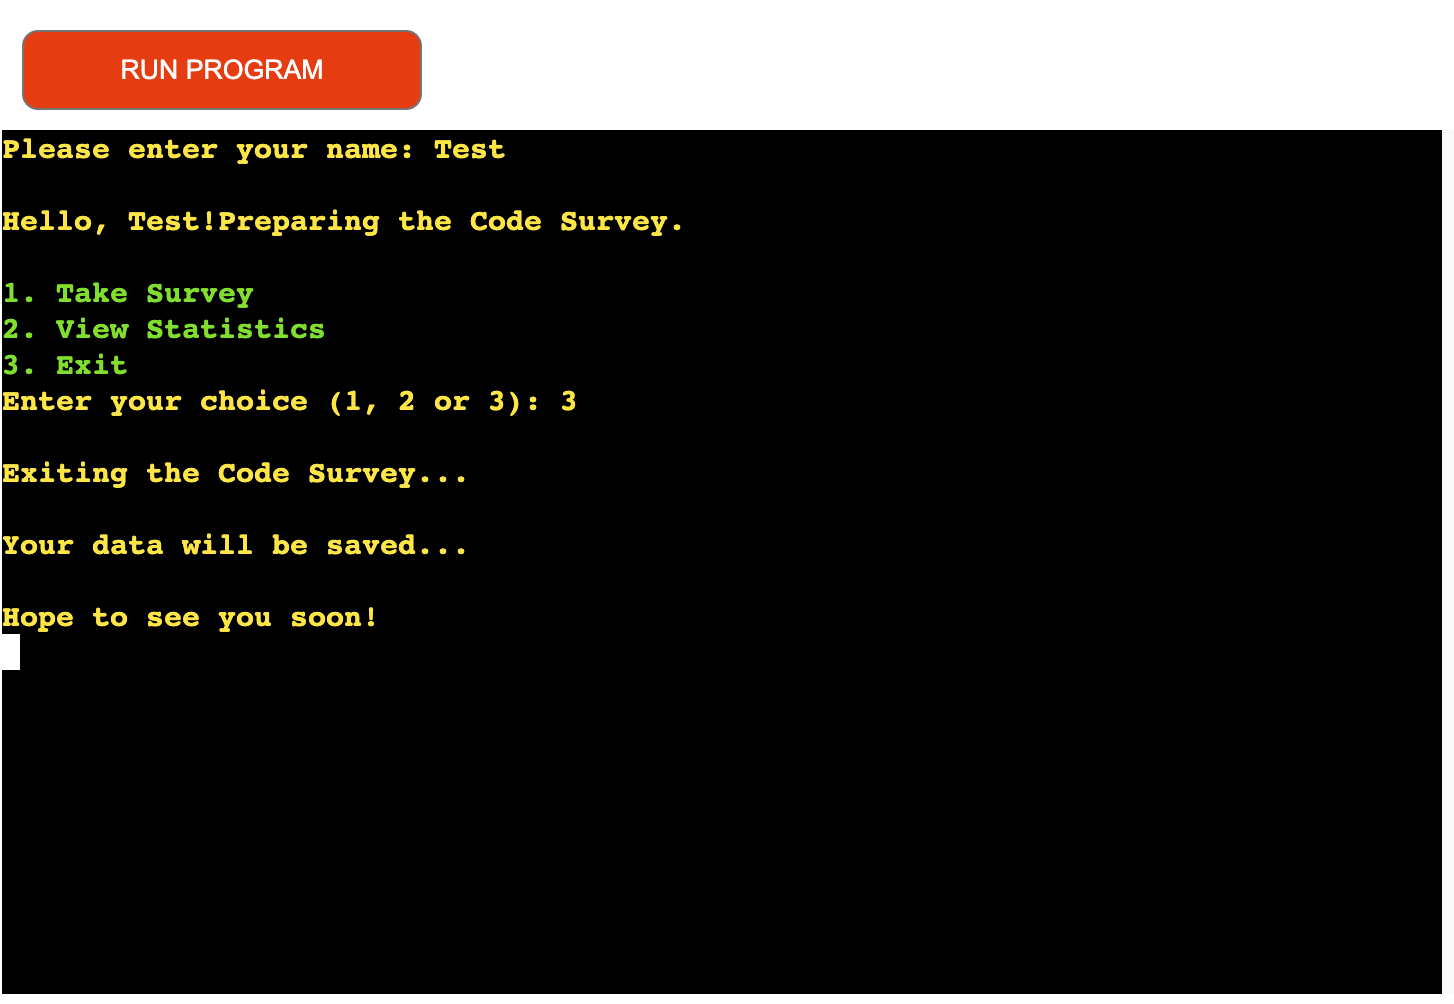 RUN PROGRAM
Please enter your name: Test
Hello, Test!Preparing the Code Survey.
1. Take Survey
2. View Statistics
3. Exit
Enter your choice (1, 2 or 3): 3
Exiting the Code Survey...
Your data will be saved...
Hope to see you soon!